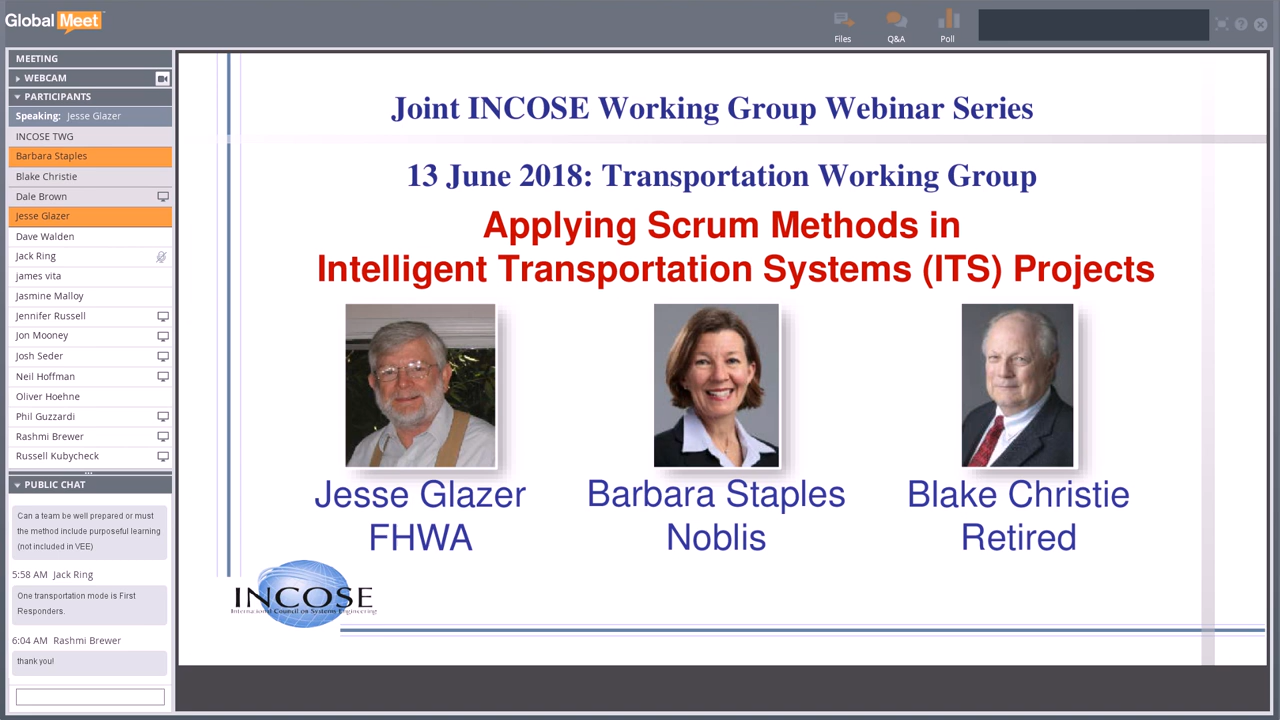 GlobalMeet
Files
Q&A
Poll
MEETING
WEBCAM
PARTICIPANTS
Speaking: Jesse Glazer
INCOSE TWG
Barbara Staples
Blake Christie
Dale Brown
Jesse Glazer
Dave Walden
Jack Ring
james vita
Jasmine Malloy
Jennifer Russell
Jon Mooney
Josh Seder
Neil Hoffman
Oliver Hoehne
Phil Guzzardi
Rashmi Brewer
Russell Kubycheck
PUBLIC CHAT
Can a team be well prepared or must
the method include purposeful learning
(not included in VEE)
5:58 AM Jack Ring
One transportation mode is First
Responders.
6:04 AM Rashmi Brewer
thank you!
Joint INCOSE Working Group Webinar Series
13 June 2018: Transportation Working Group
Applying Scrum Methods in
Intelligent Transportation Systems (ITS) Projects
Jesse Glazer
FHWA
Barbara Staples
Noblis
Blake Christie
Retired
INCOSE
International Council on Systems Engineering